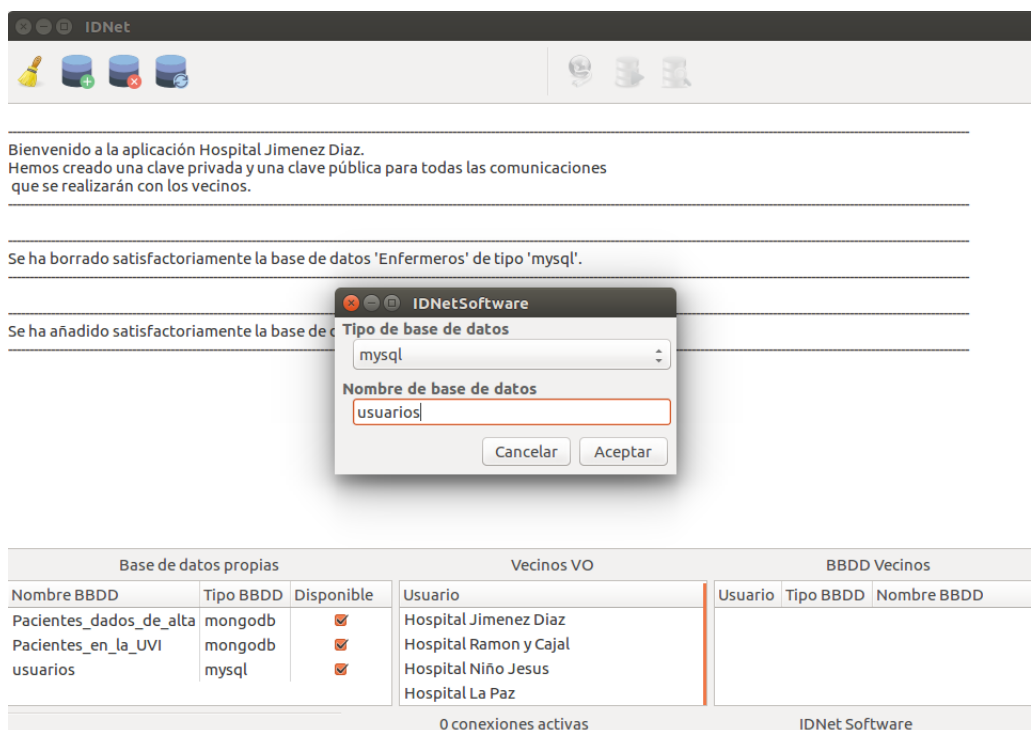 IDNet
Bienvenido a la aplicación Hospital Jimenez Diaz.
Hemos creado una clave privada y una clave pública para todas las comunicaciones
que se realizarán con los vecinos.
Se ha borrado satisfactoriamente la base de datos 'Enfermeros' de tipo 'mysql'.
Se ha añadido satisfactoriamente la base de
IDNetSoftware
Tipo de base de datos
mysql
Nombre de base de datos
usuarios
Cancelar Aceptar
Base de datos propias Vecinos VO BBDD Vecinos
Nombre BBDD Tipo BBDD Disponible Usuario Usuario Tipo BBDD Nombre BBDD
Pacientes_dados_de_alta mongodb Hospital Jimenez Diaz
Pacientes_en_la_UVI mongodb Hospital Ramon y Cajal
usuarios mysql Hospital Niño Jesus
Hospital La Paz
0 conexiones activas IDNet Software